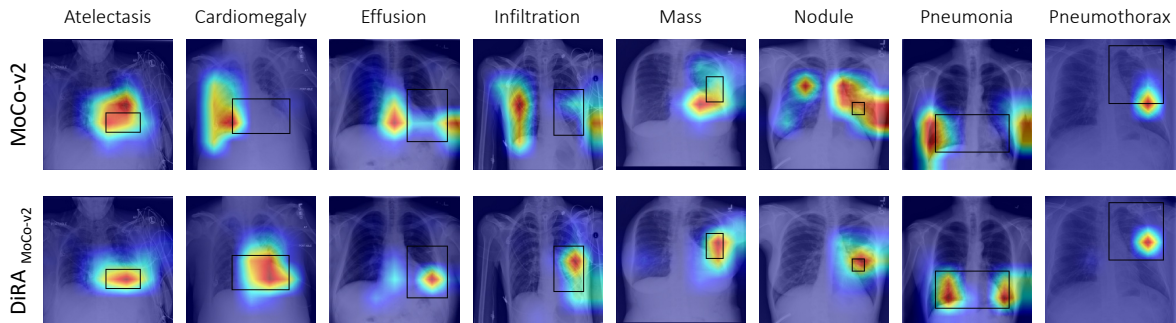 Atelectasis Cardiomegaly Effusion Infiltration Mass Nodule Pneumonia Pneumothorax
MoCo-v2
DiRA MoCo-v2